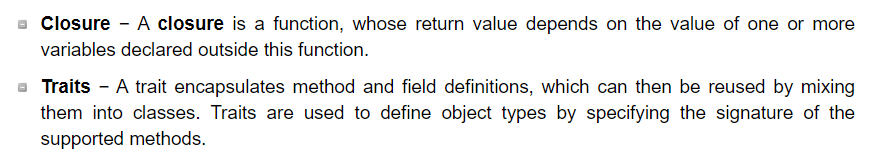 Closure − A closure is a function, whose return value depends on the value of one or more
variables declared outside this function.
Traits − A trait encapsulates method and field definitions, which can then be reused by mixing
them into classes. Traits are used to define object types by specifying the signature of the
supported methods.